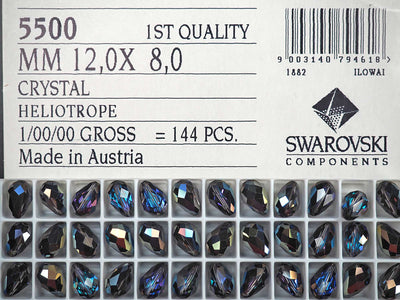 5500 1ST QUALITY
MM 12,0X 8,0
CRYSTAL
HELIOTROPE
1/00/00 GROSS = 144 PCS.
Made in Austria
9 003140 794618
1882 ILOWAI
SWAROVSKI
COMPONENTS